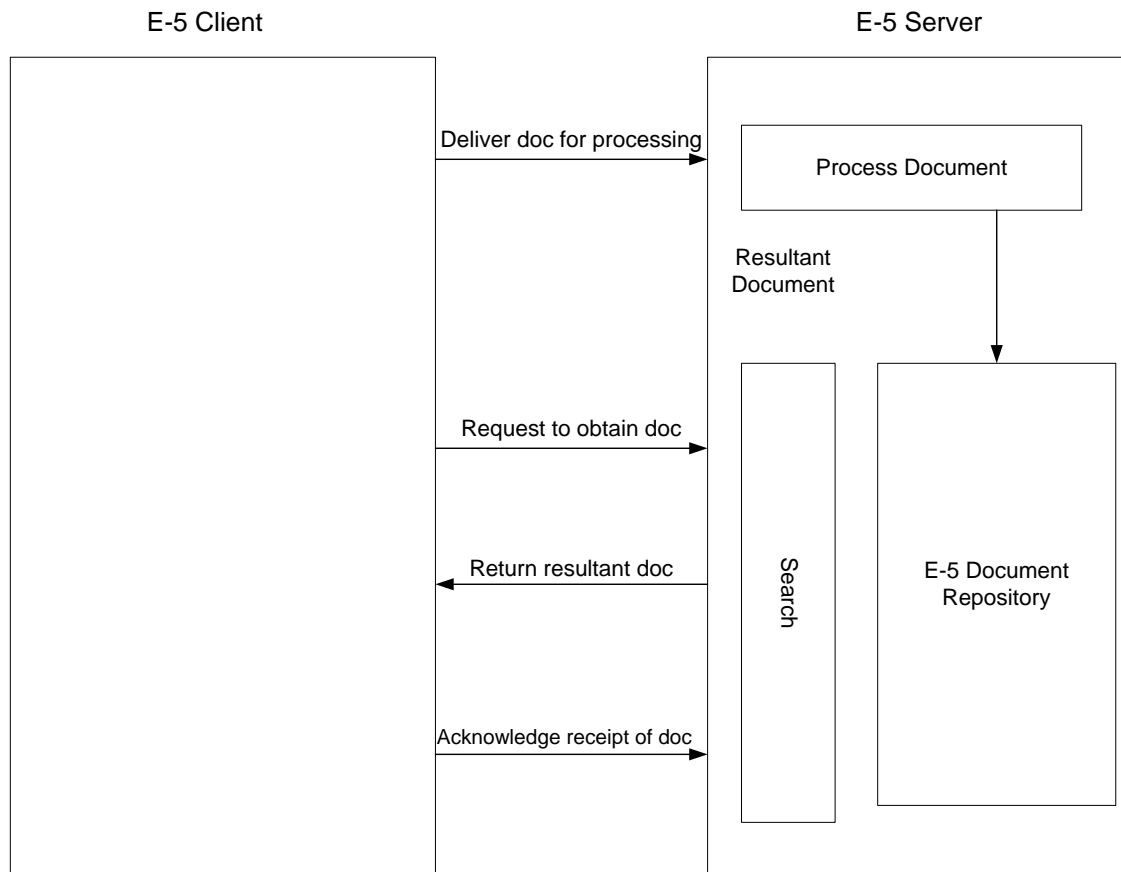 E-5 Client
E-5 Server
Deliver doc for processing
Process Document
Resultant
Document
Request to obtain doc
Return resultant doc
Search
E-5 Document
Repository
Acknowledge receipt of doc